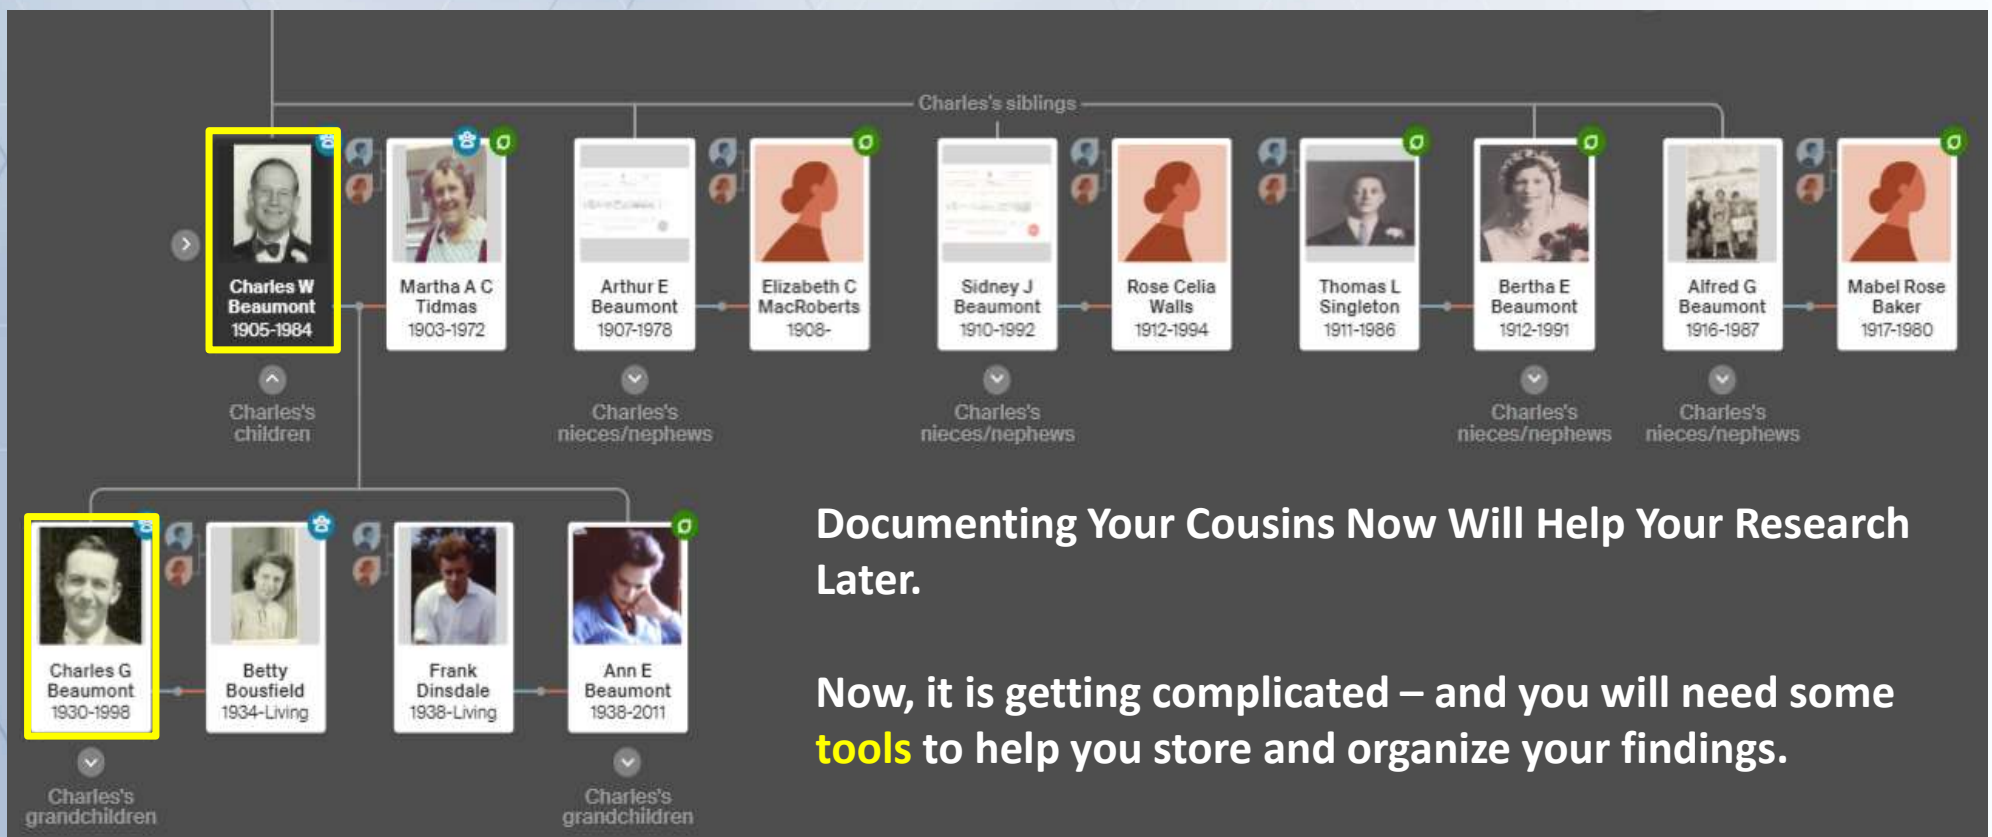 Charles's siblings
Charles W
Beaumont
1905-1984
Martha A C
Tidmas
1903-1972
Arthur E
Beaumont
1907-1978
Elizabeth C
MacRoberts
1908-
Sidney J
Beaumont
1910-1992
Rose Celia
Walls
1912-1994
Thomas L
Singleton
1911-1986
Bertha E
Beaumont
1912-1991
Alfred G
Beaumont
1916-1987
Mabel Rose
Baker
1917-1980
Charles's
children
Charles's
nieces/nephews
Charles's
nieces/nephews
Charles's
nieces/nephews
Charles's
nieces/nephews
Charles G
Beaumont
1930-1998
Betty
Bousfield
1934-Living
Frank
Dinsdale
1938-Living
Ann E
Beaumont
1938-2011
Charles's
grandchildren
Charles's
grandchildren
Documenting Your Cousins Now Will Help Your Research
Later.
Now, it is getting complicated – and you will need some
tools to help you store and organize your findings.